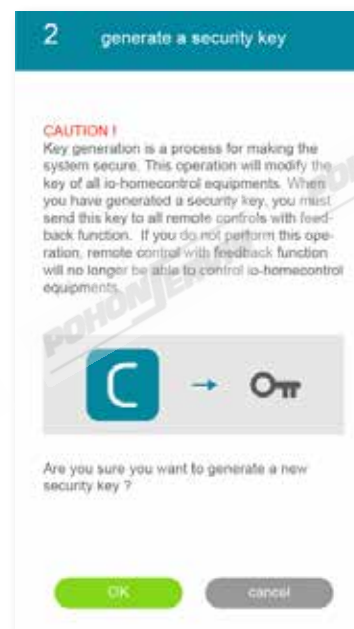 2 generate a security key
CAUTION !
Key generation is a process for making the
system secure. This operation will modify the
key of all io-homecontrol equipments. When
you have generated a security key, you must
send this key to all remote controls with feed-
back function. If you do not perform this ope-
ration, remote control with feedback function
will no longer be able to control io-homecontrol
equipments.
Are you sure you want to generate a new
security key ?
OK cancel